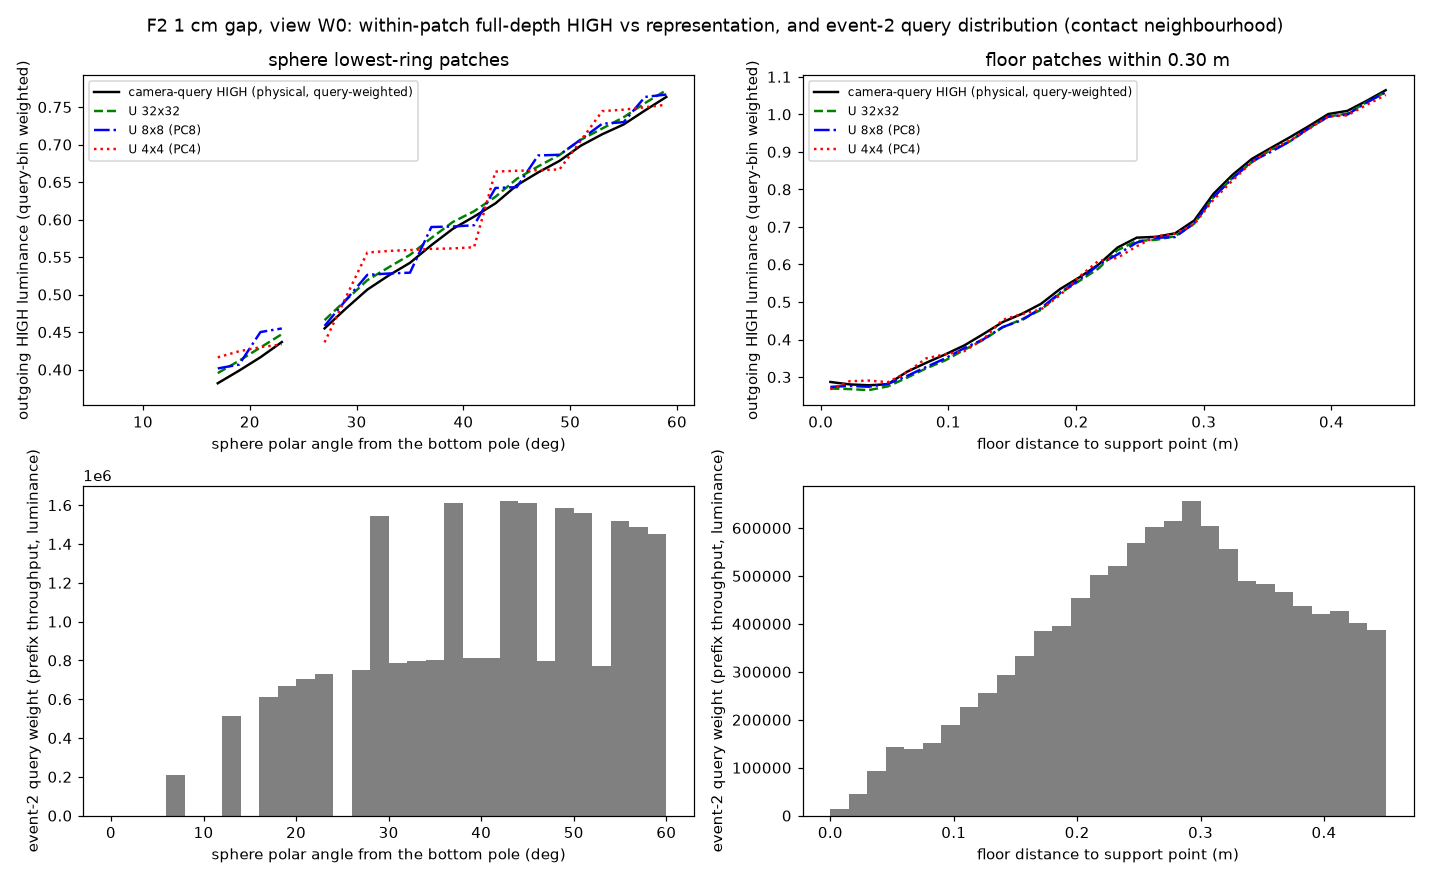 F2 1 cm gap, view W0: within-patch full-depth HIGH vs representation, and event-2 query distribution (contact neighbourhood)
sphere lowest-ring patches
outgoing HIGH luminance (query-bin weighted)
0.75
0.70
0.65
0.60
0.55
0.50
0.45
0.40
camera-query HIGH (physical, query-weighted)
U 32x32
U 8x8 (PC8)
U 4x4 (PC4)
10 20 30 40 50 60
sphere polar angle from the bottom pole (deg)
floor patches within 0.30 m
outgoing HIGH luminance (query-bin weighted)
1.1
1.0
0.9
0.8
0.7
0.6
0.5
0.4
0.3
camera-query HIGH (physical, query-weighted)
U 32x32
U 8x8 (PC8)
U 4x4 (PC4)
0.0 0.1 0.2 0.3 0.4
floor distance to support point (m)
event-2 query weight (prefix throughput, luminance)
1e6
1.6
1.4
1.2
1.0
0.8
0.6
0.4
0.2
0.0
0 10 20 30 40 50 60
sphere polar angle from the bottom pole (deg)
event-2 query weight (prefix throughput, luminance)
600000
500000
400000
300000
200000
100000
0
0.0 0.1 0.2 0.3 0.4
floor distance to support point (m)